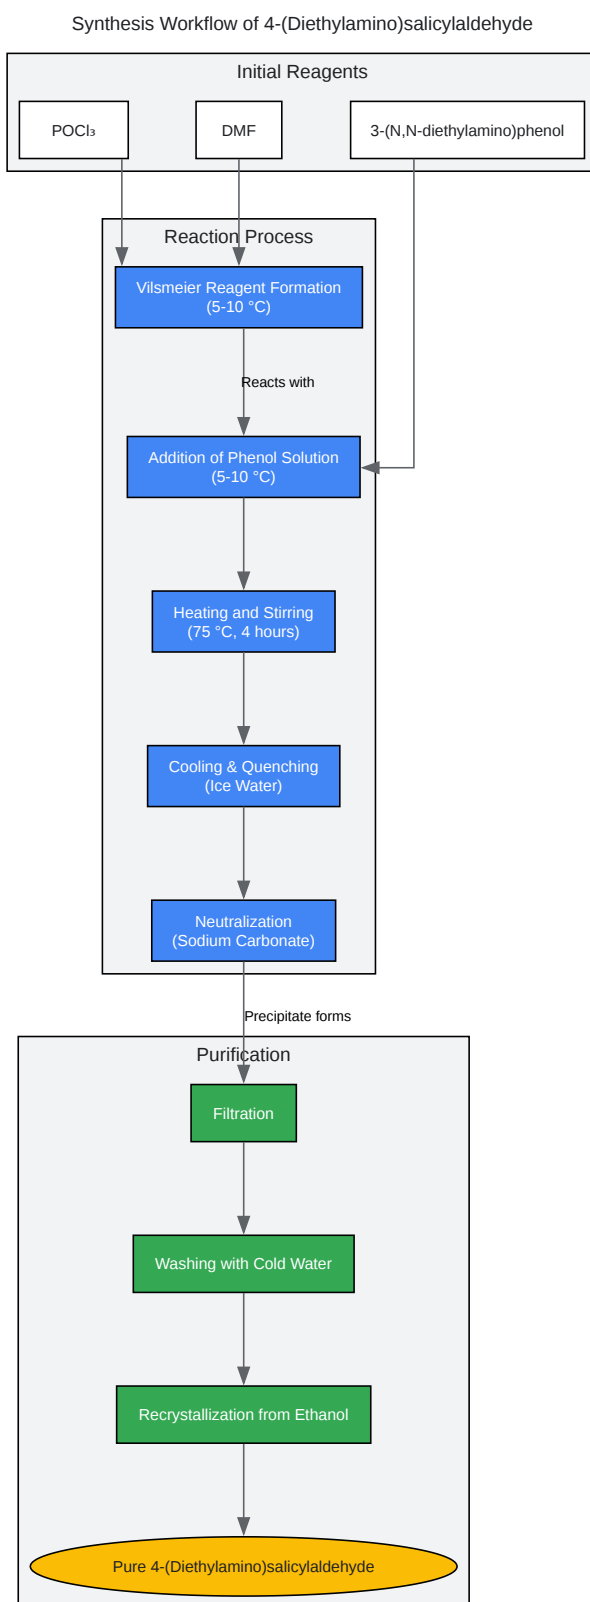 Synthesis Workflow of 4-(Diethylamino)salicylaldehyde
Initial Reagents
POCl₃
DMF
3-(N,N-diethylamino)phenol
Reaction Process
Vilsmeier Reagent Formation
(5-10 °C)
Reacts with
Addition of Phenol Solution
(5-10 °C)
Heating and Stirring
(75 °C, 4 hours)
Cooling & Quenching
(Ice Water)
Neutralization
(Sodium Carbonate)
Precipitate forms
Purification
Filtration
Washing with Cold Water
Recrystallization from Ethanol
Pure 4-(Diethylamino)salicylaldehyde